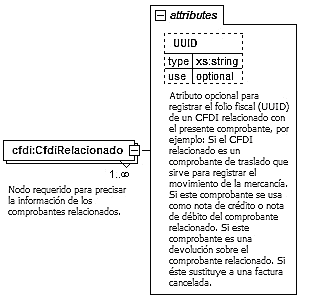 attributes
UUID
type xs:string
use optional
Atributo opcional para
registrar el folio fiscal (UUID)
de un CFDI relacionado con
el presente comprobante, por
ejemplo: Si el CFDI
relacionado es un
comprobante de traslado que
sirve para registrar el
movimiento de la mercancía.
Si este comprobante se usa
como nota de crédito o nota
de débito del comprobante
relacionado. Si este
comprobante es una
devolución sobre el
comprobante relacionado. Si
éste sustituye a una factura
cancelada.
cfdi:CfdiRelacionado
1..∞
Nodo requerido para precisar
la información de los
comprobantes relacionados.